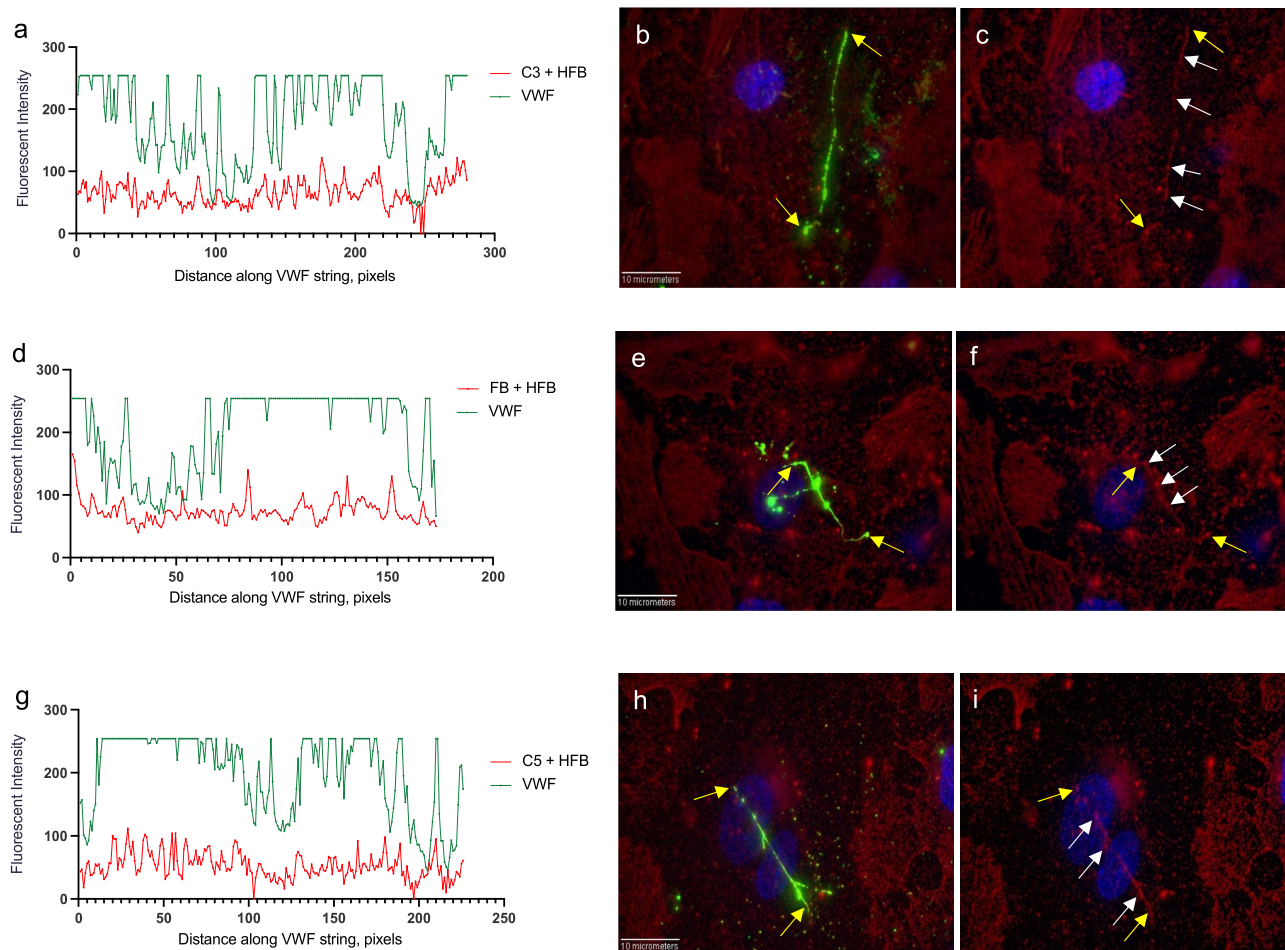 a
300
200
100
0
0
100
200
300
Fluorescent Intensity
Distance along VWF string, pixels
C3 + HFB
VWF
b
10 micrometers
c
d
300
200
100
0
0
50
100
150
200
Fluorescent Intensity
Distance along VWF string, pixels
FB + HFB
VWF
e
10 micrometers
f
g
300
200
100
0
0
50
100
150
200
250
Fluorescent Intensity
Distance along VWF string, pixels
C5 + HFB
VWF
h
10 micrometers
i